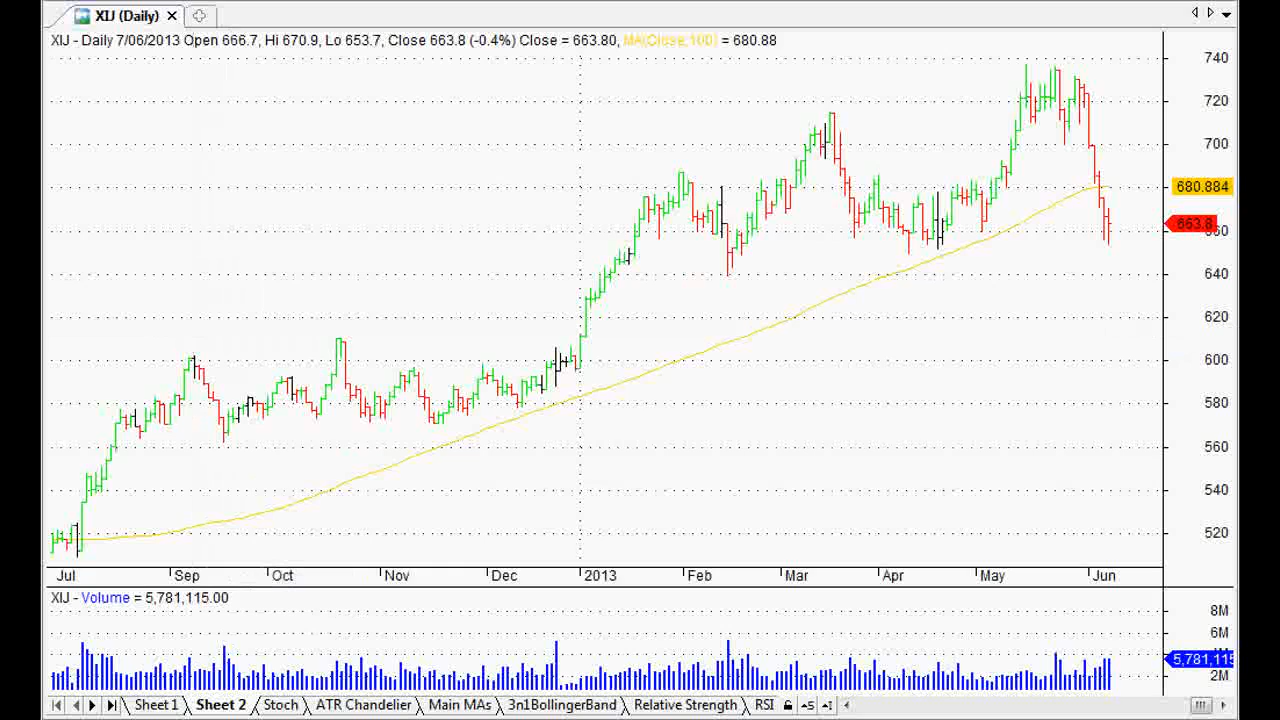 XIJ (Daily)
XIJ - Daily 7/06/2013 Open 666.7, Hi 670.9, Lo 653.7, Close 663.8 (-0.4%) Close = 663.80, MA(Close,100) = 680.88
740
720
700
680.884
663.8
640
620
600
580
560
540
520
Jul Sep Oct Nov Dec 2013 Feb Mar Apr May Jun
XIJ - Volume = 5,781,115.00
8M
6M
5,781,115
2M
Sheet 1 Sheet 2 Stoch ATR Chandelier Main MAs 3n1BollingerBand Relative Strength RSI